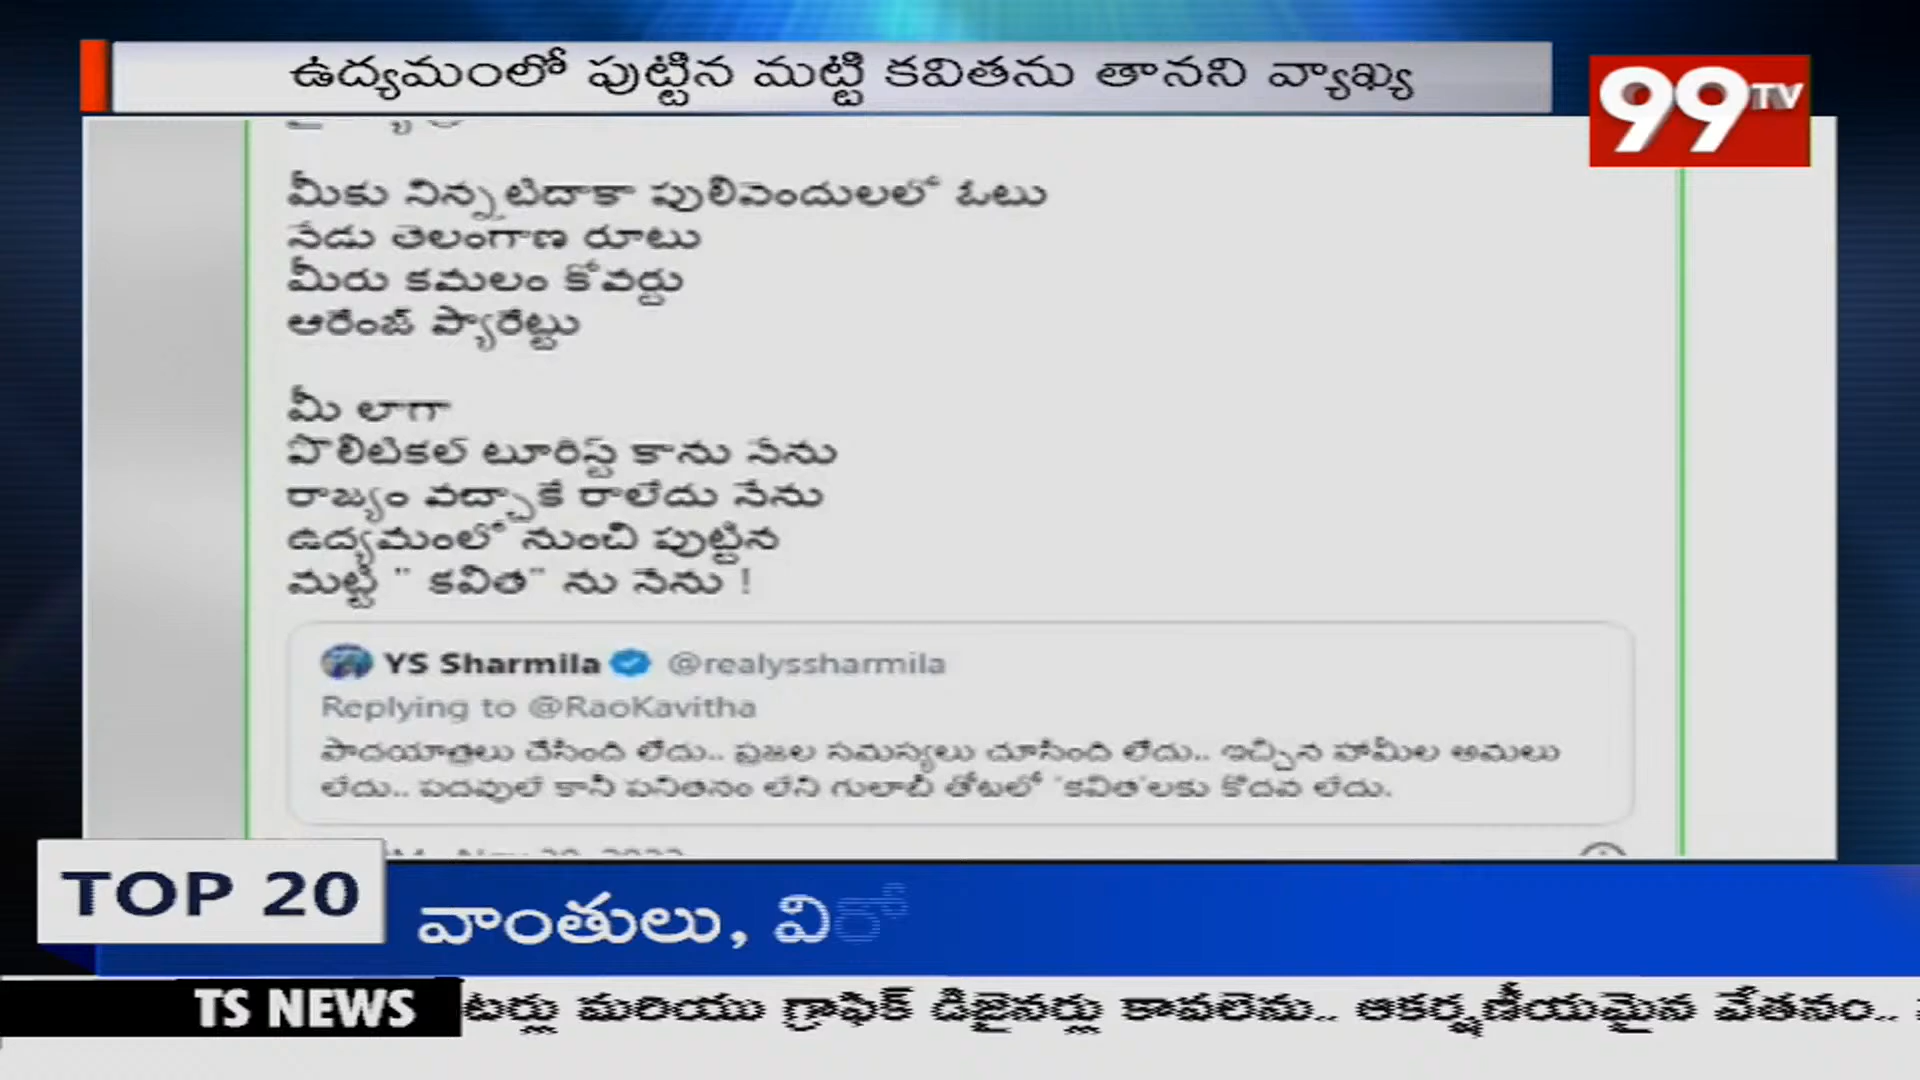 ఉద్యమంలో పుట్టిన మట్టి కవితను తానని వ్యాఖ్య
99TV
మీకు నిన్నటిదాకా పులివెందులలో ఓటు
నేడు తెలంగాణ రూటు
మీరు కమలం కోవర్టు
ఆరేంజ్ ప్యారేట్టు
మీ లాగా
పొలిటికల్ టూరిస్ట్ కాను నేను
రాజ్యం వచ్చాకే రాలేదు నేను
ఉద్యమంలో నుంచి పుట్టిన
మట్టి " కవిత" ను నేను !
YS Sharmila @realyssharmila
Replying to @RaoKavitha
పాదయాత్రలు చేసింది లేదు.. ప్రజల సమస్యలు చూసింది లేదు.. ఇచ్చిన హామీల అమలు
లేదు.. పదవులే కానీ పనితనం లేని గులాబీ తోటలో 'కవిత'లకు కొదవ లేదు.
TOP 20
వాంతులు, విరో
TS NEWS
టర్లు మరియు గ్రాఫిక్ డిజైనర్లు కావలెను.. ఆకర్షణీయమైన వేతనం..